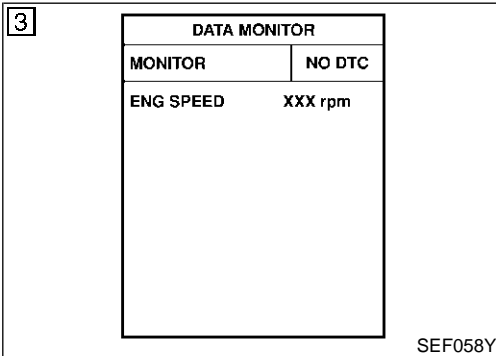 3
DATA MONITOR
MONITOR NO DTC
ENG SPEED XXX rpm
SEF058Y